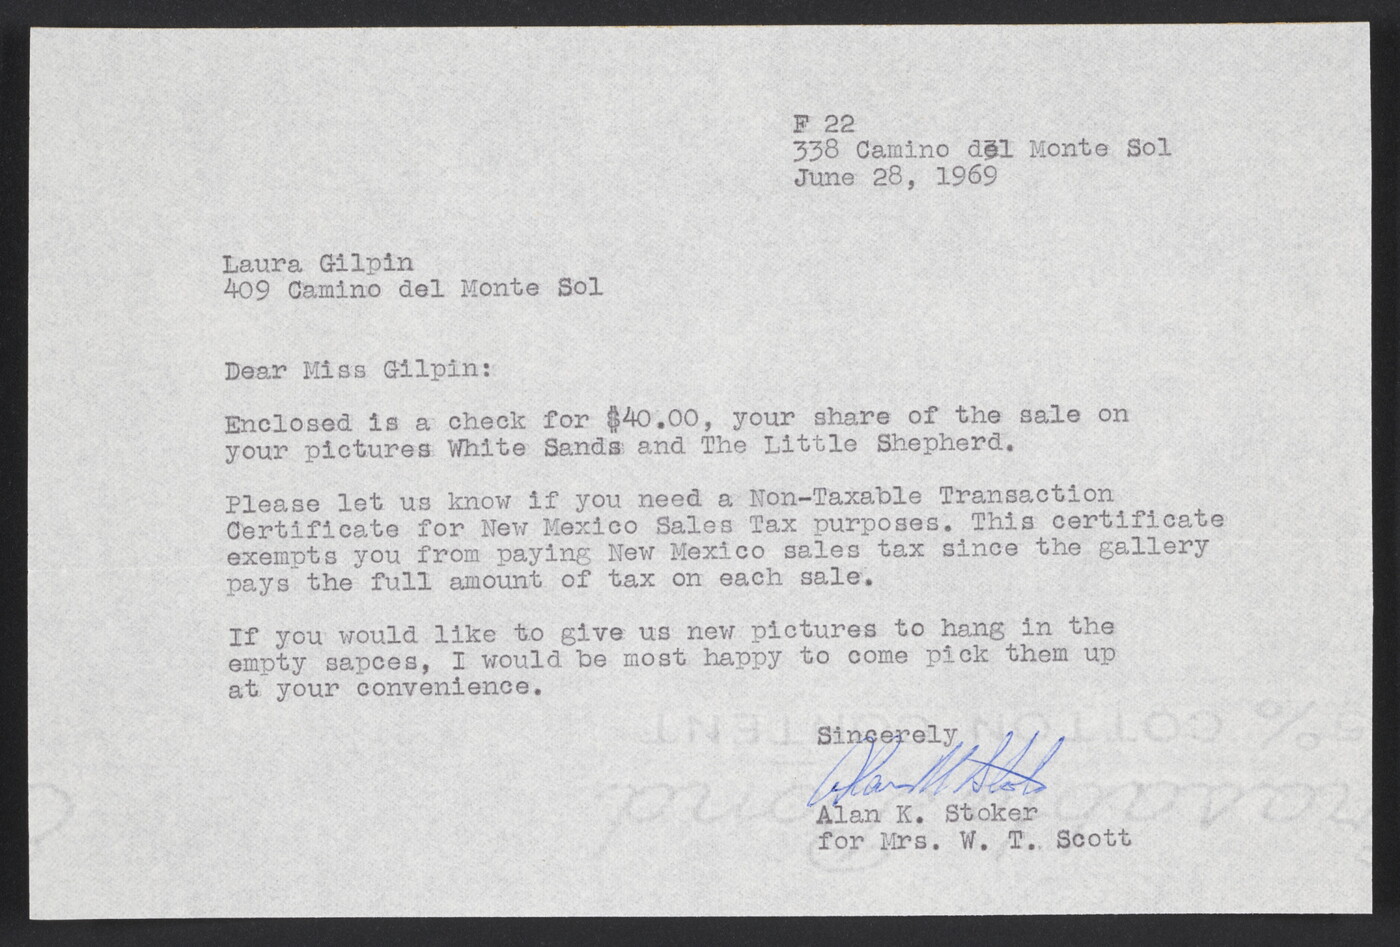 F 22
338 Camino del Monte Sol
June 28, 1969
Laura Gilpin
409 Camino del Monte Sol
Dear Miss Gilpin:
Enclosed is a check for $40.00, your share of the sale on
your pictures White Sands and The Little Shepherd.
Please let us know if you need a Non-Taxable Transaction
Certificate for New Mexico Sales Tax purposes. This certificate
exempts you from paying New Mexico sales tax since the gallery
pays the full amount of tax on each sale.
If you would like to give us new pictures to hang in the
empty sapces, I would be most happy to come pick them up
at your convenience.
% COTTON CONTENT
Sincerely
Alan K. Stoker
for Mrs. W. T. Scott